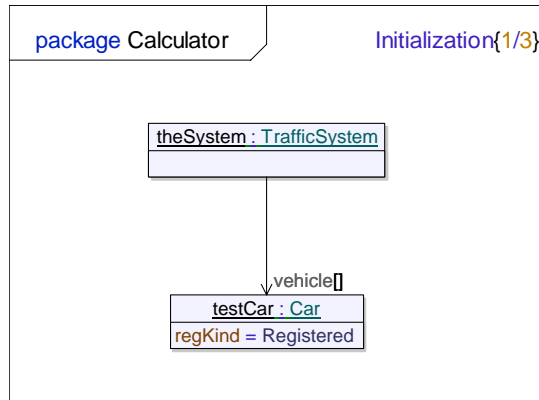 package Calculator
Initialization{1/3}
theSystem : TrafficSystem
vehicle[]
testCar : Car
regKind = Registered